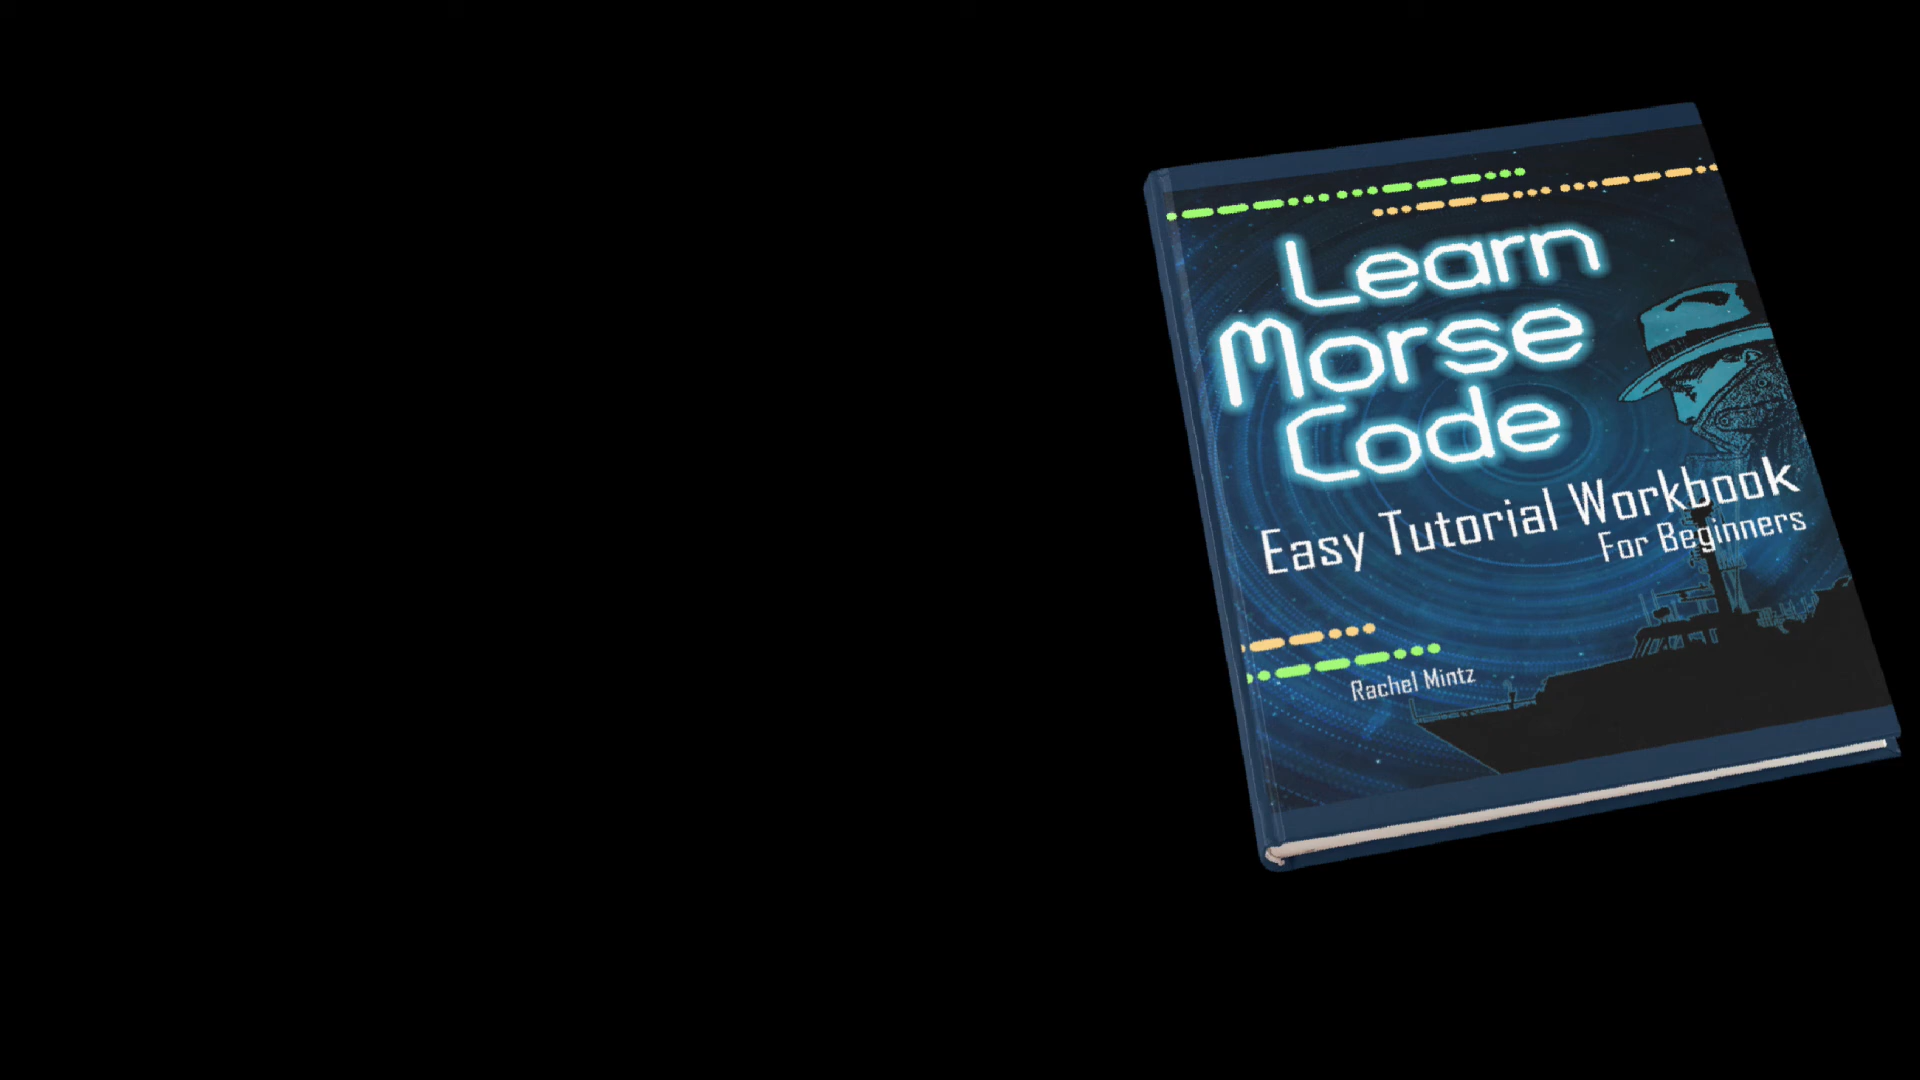 Learn
Morse
Code
Easy Tutorial Workbook
For Beginners
Rachel Mintz